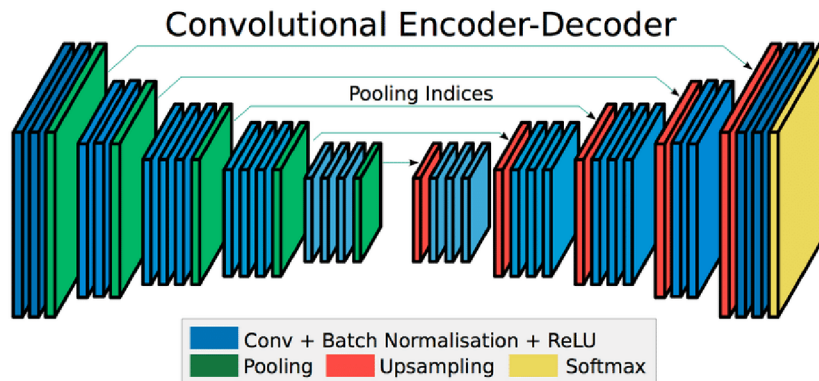 Convolutional Encoder-Decoder
Pooling Indices
Conv + Batch Normalisation + ReLU
Pooling Upsampling Softmax